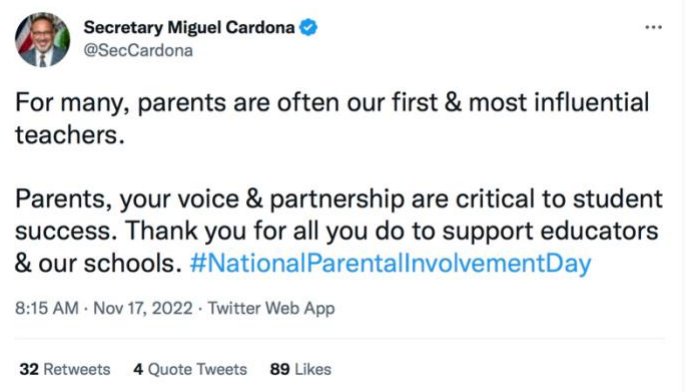 Secretary Miguel Cardona
@SecCardona
For many, parents are often our first & most influential
teachers.
Parents, your voice & partnership are critical to student
success. Thank you for all you do to support educators
& our schools. #NationalParentalInvolvementDay
8:15 AM · Nov 17, 2022 · Twitter Web App
32 Retweets 4 Quote Tweets 89 Likes